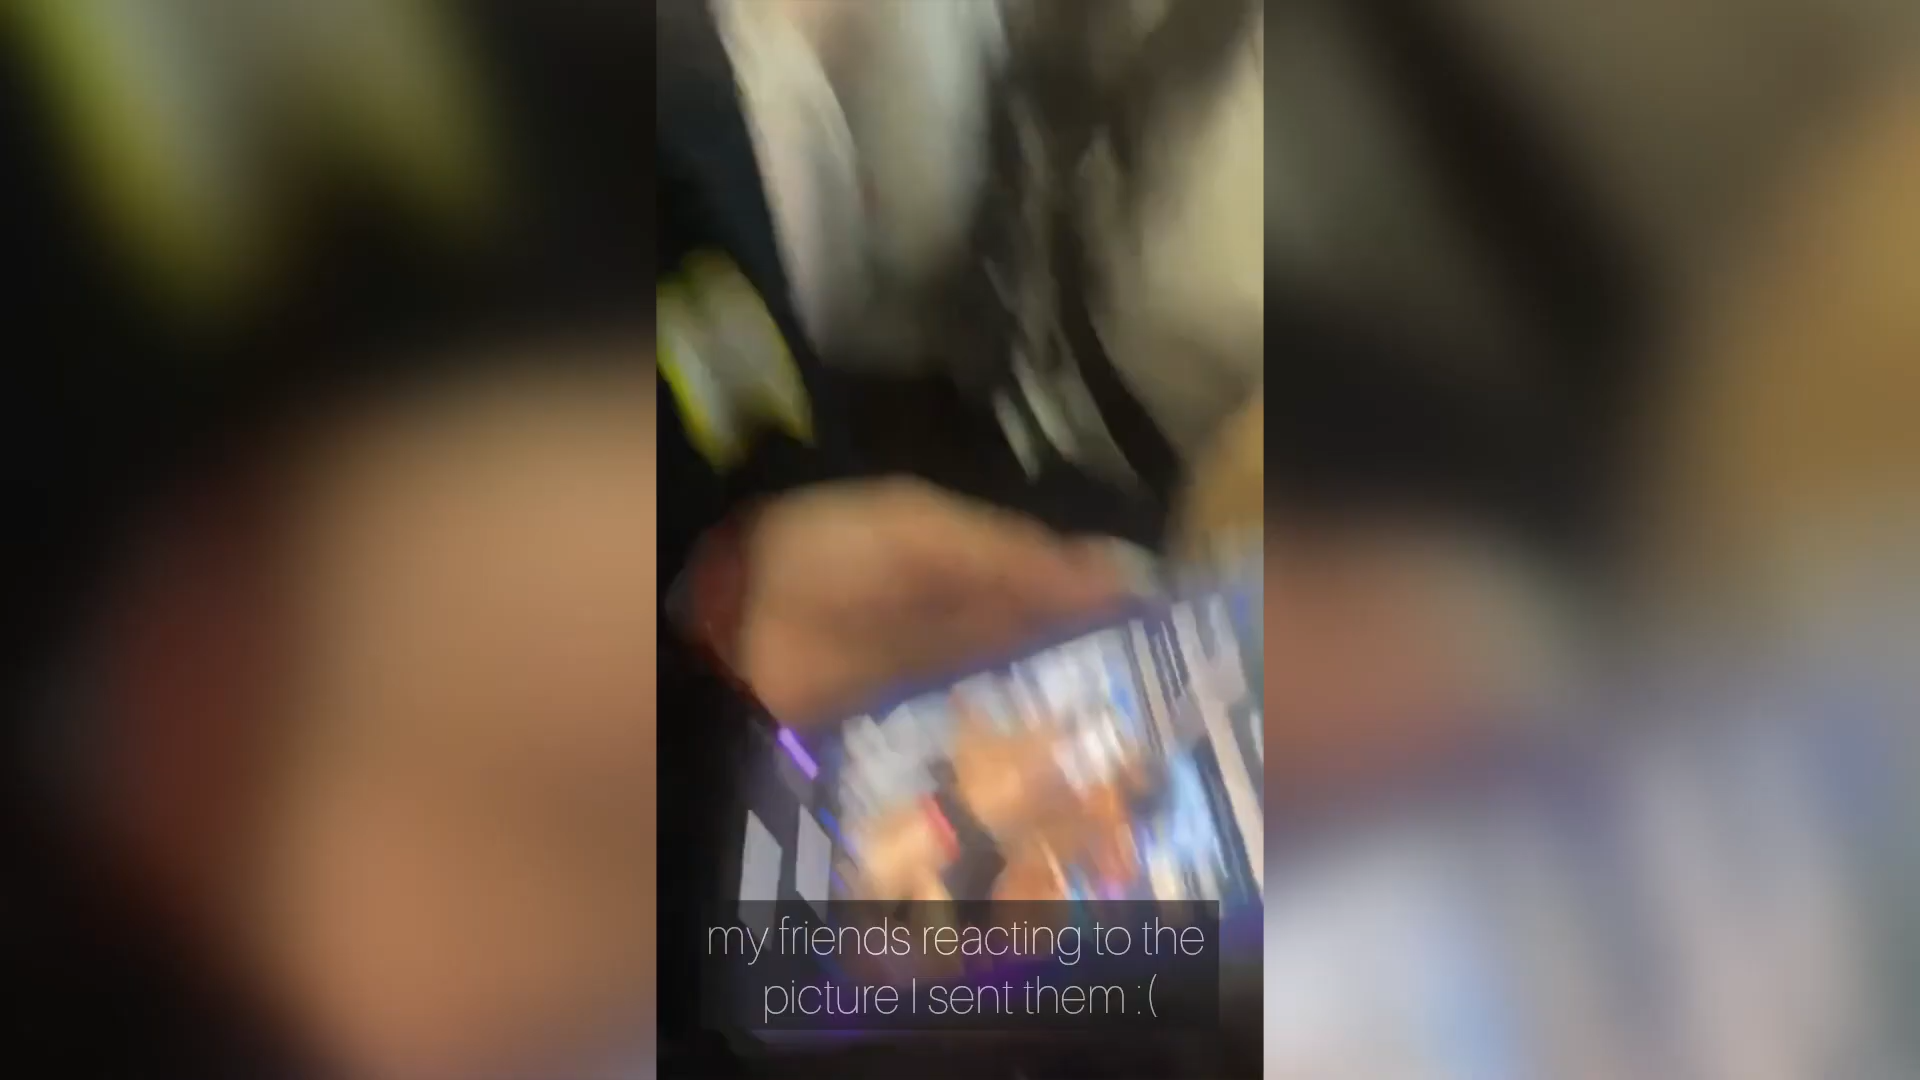 my friends reacting to the
picture I sent them :(